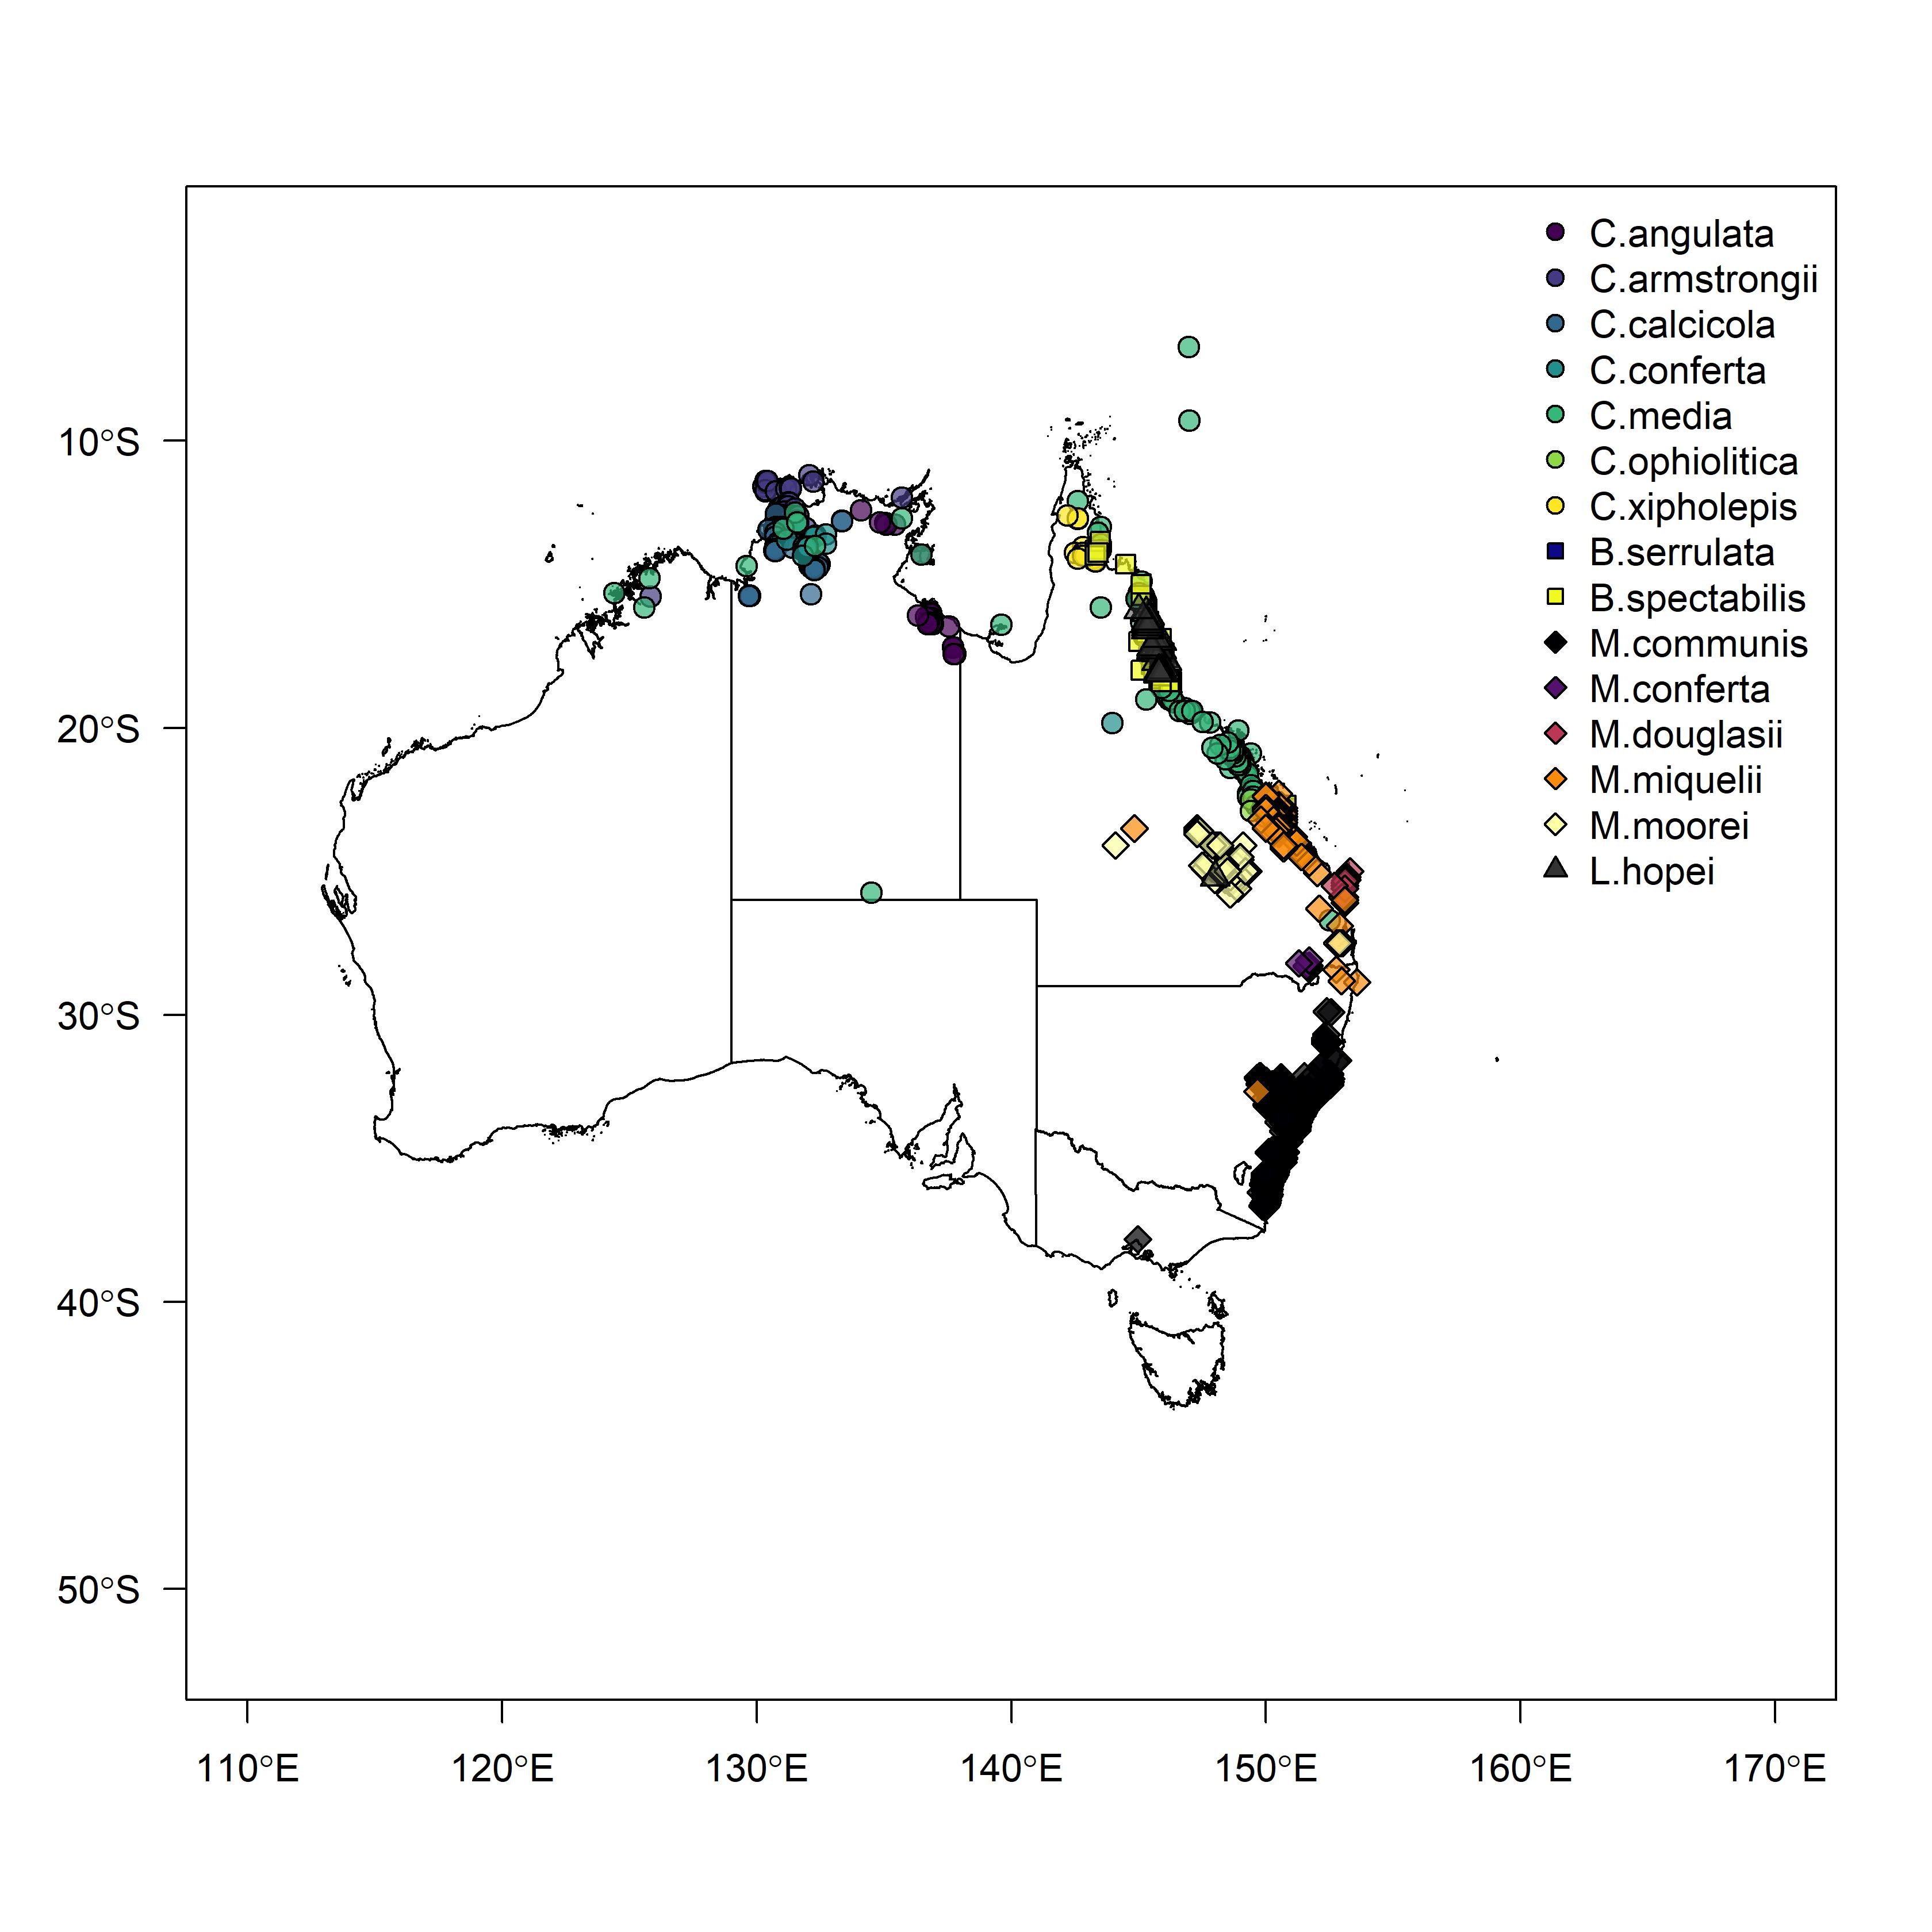 C.angulata
C.armstrongii
C.calcicola
C.conferta
C.media
C.ophiolitica
C.xipholepis
B.serrulata
B.spectabilis
M.communis
M.conferta
M.douglasii
M.miquelii
M.moorei
L.hopei
10°S
20°S
30°S
40°S
50°S
110°E 120°E 130°E 140°E 150°E 160°E 170°E